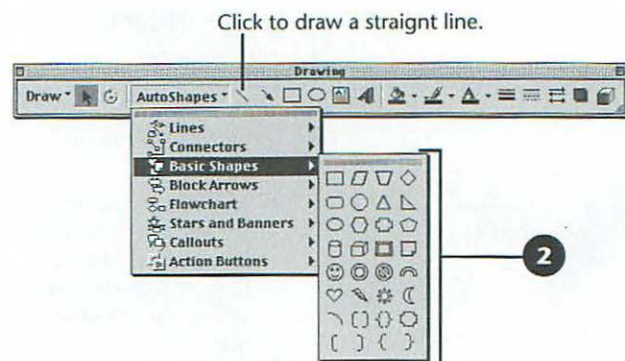 Click to draw a straignt line.
Drawing
Draw AutoShapes
Lines
Connectors
Basic Shapes
Block Arrows
Flowchart
Stars and Banners
Callouts
Action Buttons
2